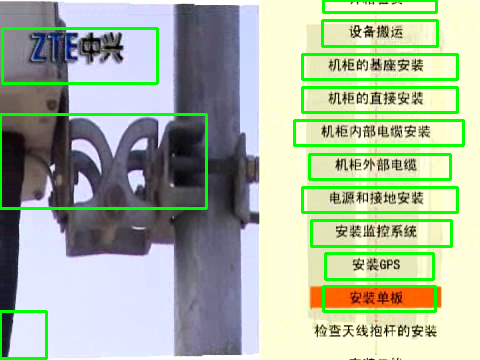 ZTE中兴
设备搬运
机柜的基座安装
机柜的直接安装
机柜内部电缆安装
机柜外部电缆
电源和接地安装
安装监控系统
安装GPS
安装单板
检查天线抱杆的安装